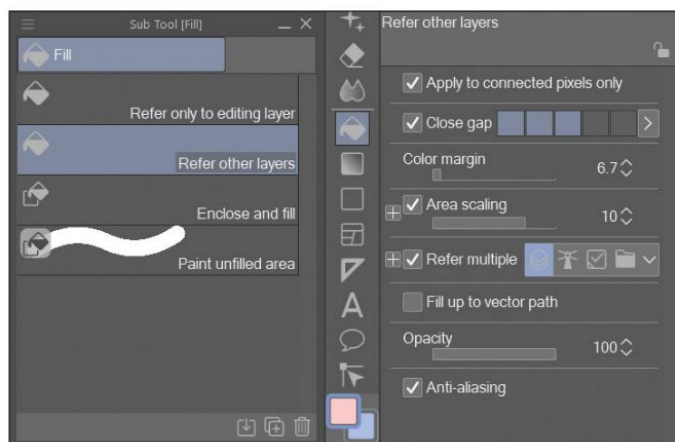 Sub Tool [Fill]
Fill
Refer only to editing layer
Refer other layers
Enclose and fill
Paint unfilled area
A
Refer other layers
Apply to connected pixels only
Close gap
Color margin 6.7
Area scaling 10
Refer multiple
Fill up to vector path
Opacity 100
Anti-aliasing